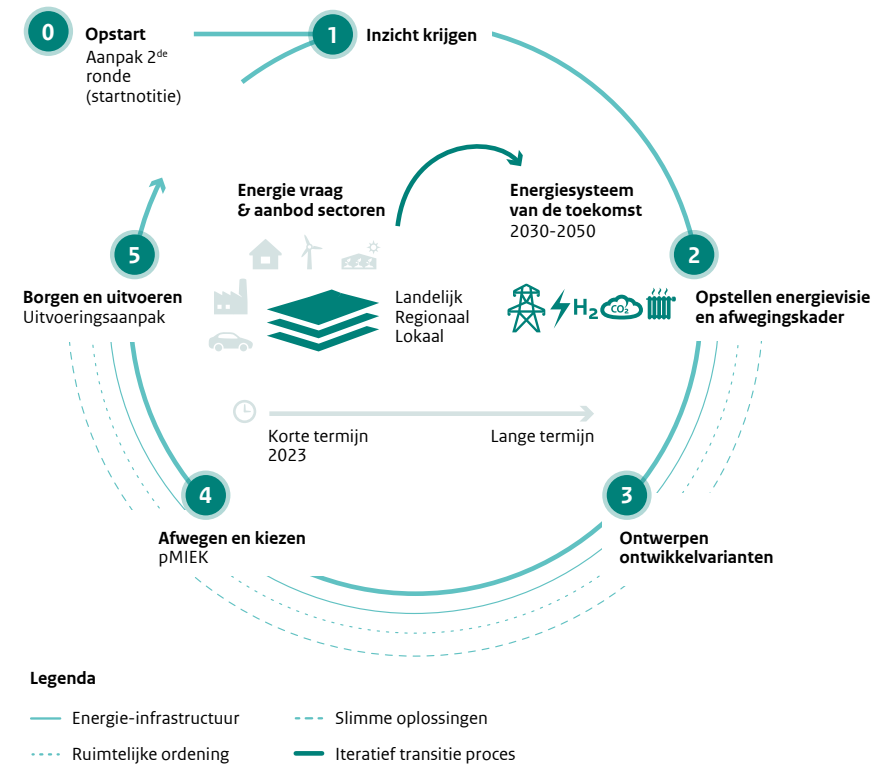 0
Opstart
Aanpak 2de
ronde
(startnotitie)
1
Inzicht krijgen
Energie vraag
& aanbod sectoren
Energiesysteem
van de toekomst
2030-2050
2
Opstellen energievisie
en afwegingskader
5
Borgen en uitvoeren
Uitvoeringsaanpak
Landelijk
Regionaal
Lokaal
H2
CO2
Korte termijn
2023
Lange termijn
4
Afwegen en kiezen
pMIEK
3
Ontwerpen
ontwikkelvarianten
Legenda
Energie-infrastructuur
Slimme oplossingen
Ruimtelijke ordening
Iteratief transitie proces